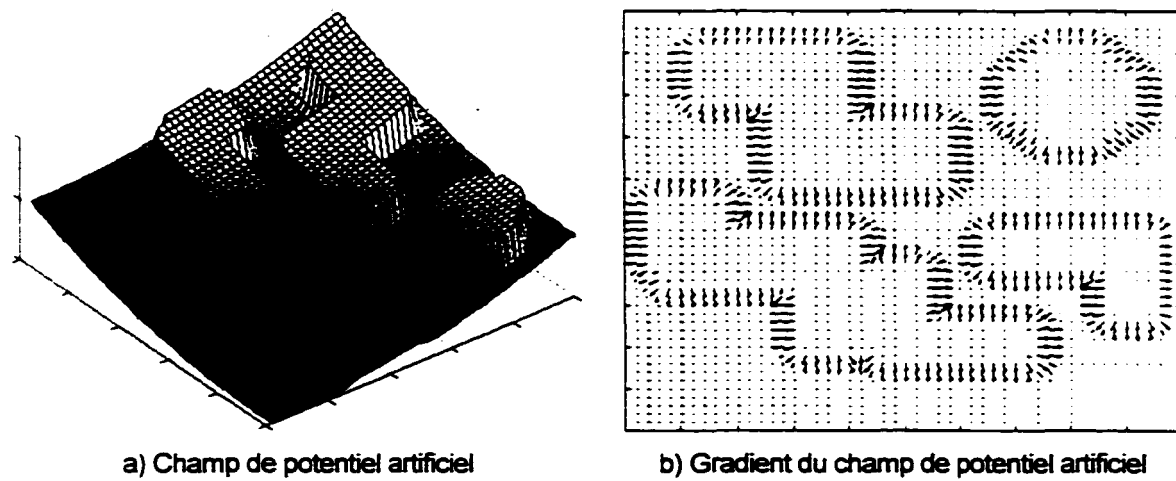 a) Champ de potentiel artificiel
b) Gradient du champ de potentiel artificiel